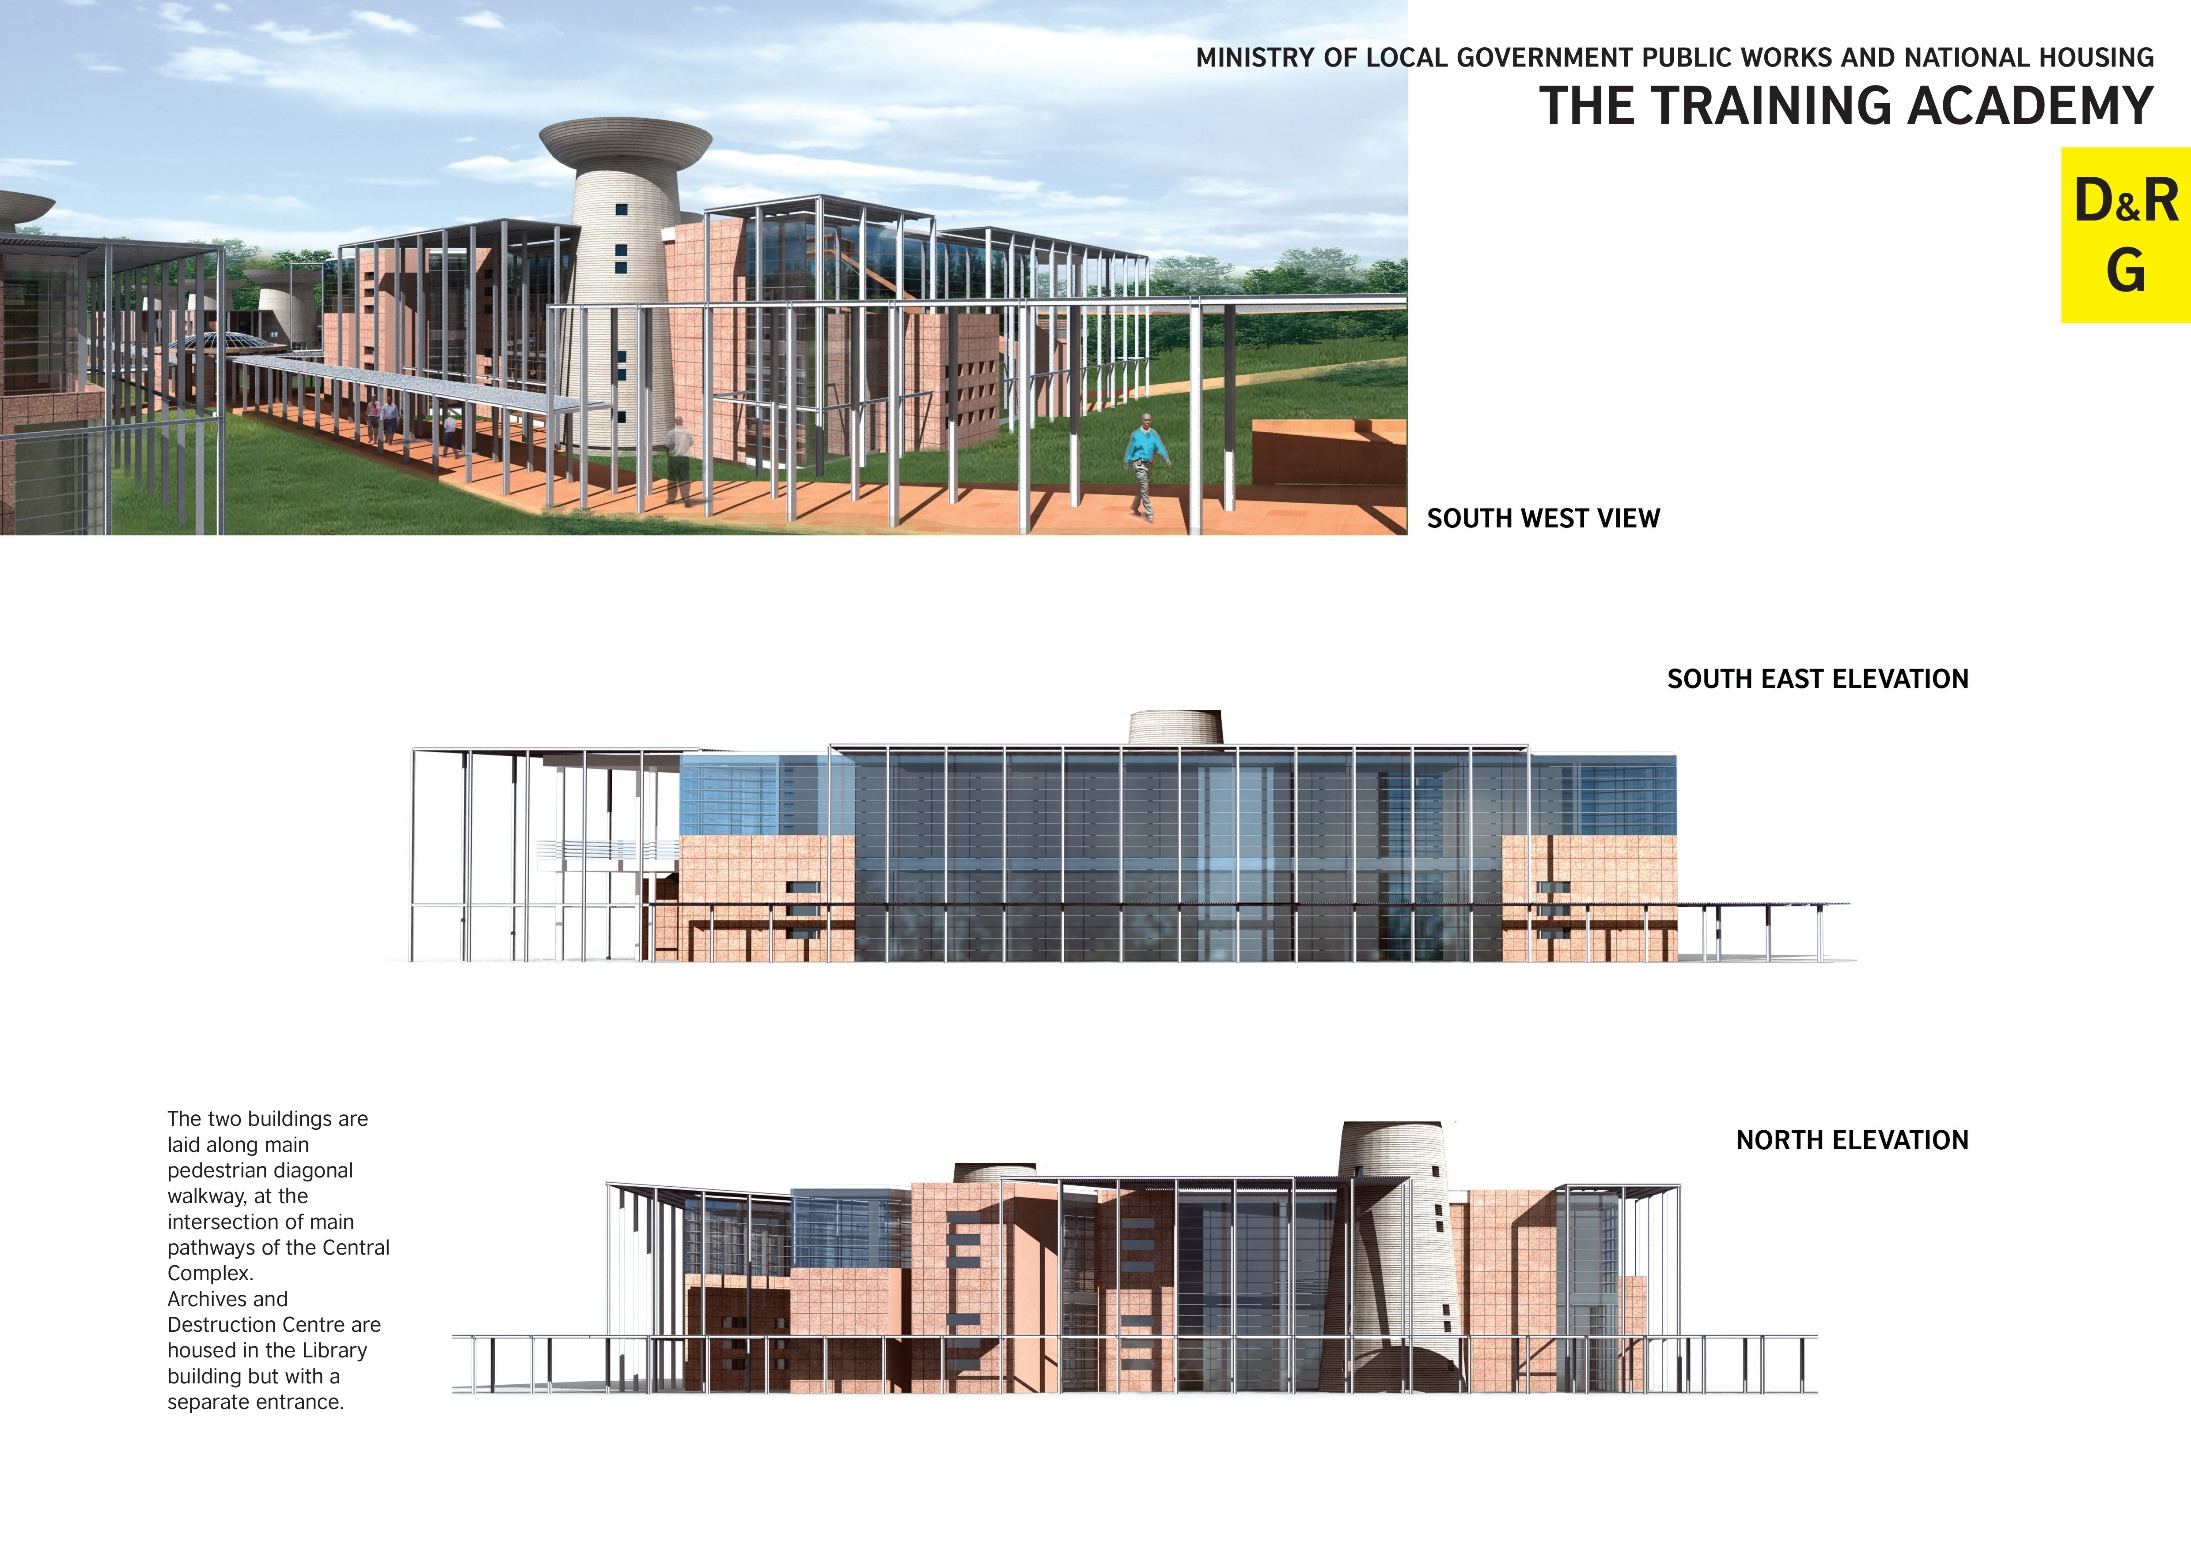 MINISTRY OF LOCAL GOVERNMENT PUBLIC WORKS AND NATIONAL HOUSING
THE TRAINING ACADEMY
D&R
G
SOUTH WEST VIEW
SOUTH EAST ELEVATION
The two buildings are
laid along main
pedestrian diagonal
walkway, at the
intersection of main
pathways of the Central
Complex.
Archives and
Destruction Centre are
housed in the Library
building but with a
separate entrance.
NORTH ELEVATION